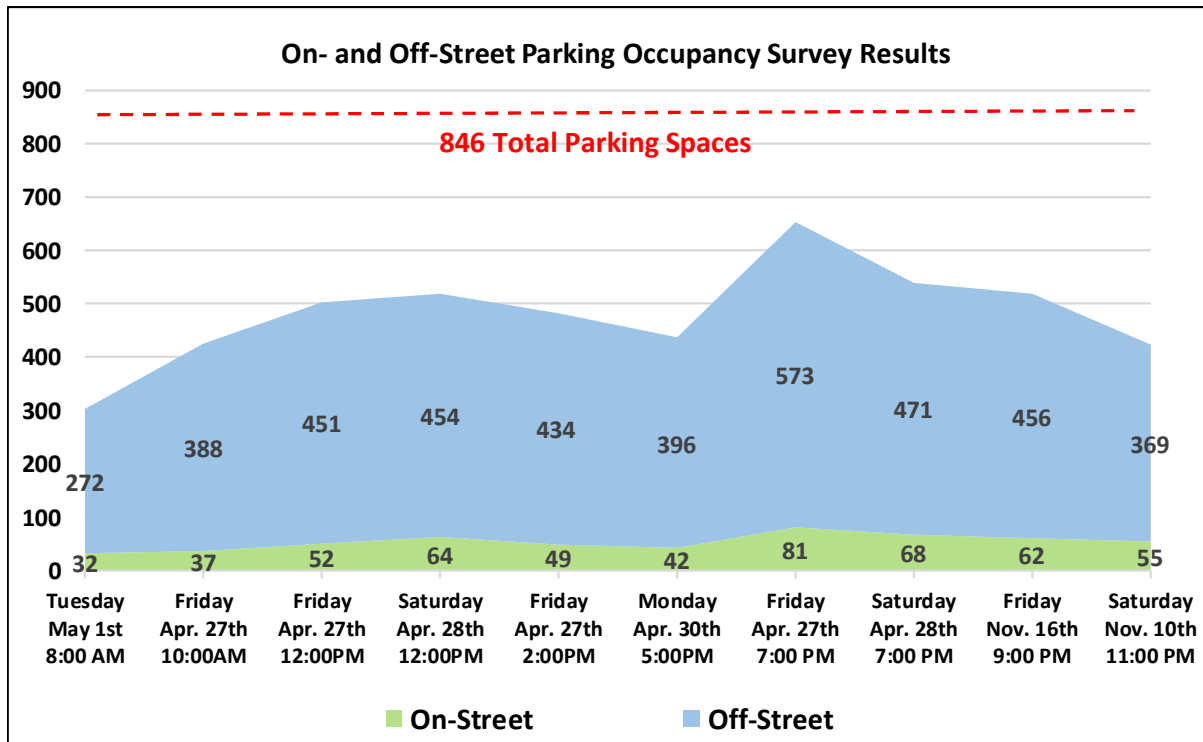 On- and Off-Street Parking Occupancy Survey Results
900
846 Total Parking Spaces
800
700
600
500
400
300
200
100
0
272
388
451
454
434
396
573
471
456
369
32
37
52
64
49
42
81
68
62
55
Tuesday
May 1st
8:00 AM
Friday
Apr. 27th
10:00AM
Friday
Apr. 27th
12:00PM
Saturday
Apr. 28th
12:00PM
Friday
Apr. 27th
2:00PM
Monday
Apr. 30th
5:00PM
Friday
Apr. 27th
7:00 PM
Saturday
Apr. 28th
7:00 PM
Friday
Nov. 16th
9:00 PM
Saturday
Nov. 10th
11:00 PM
On-Street
Off-Street